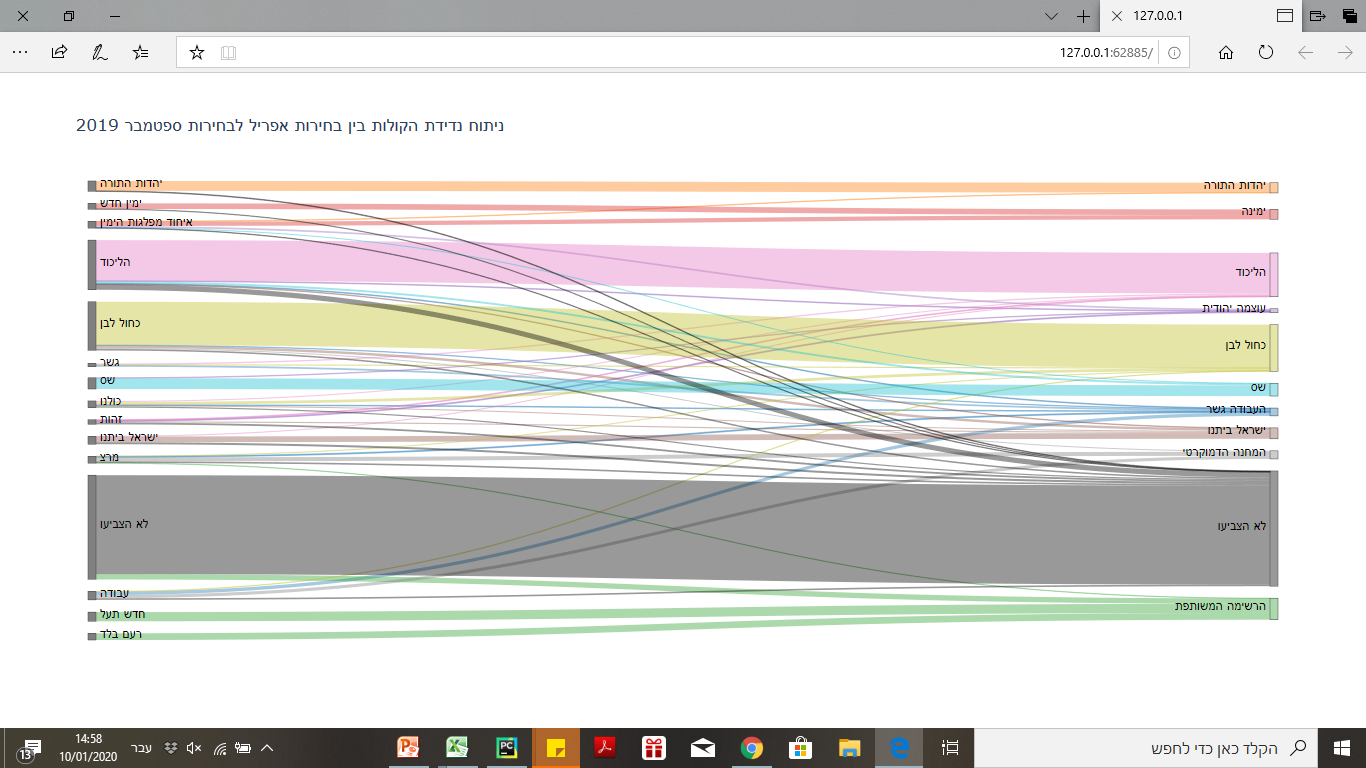 127.0.0.1
127.0.0.1:62885/
ניתוח נדידת הקולות בין בחירות אפריל לבחירות ספטמבר 2019
יהדות התורה
ימין חדש
איחוד מפלגות הימין
הליכוד
כחול לבן
גשר
שס
כולנו
זהות
ישראל ביתנו
מרצ
לא הצביעו
עבודה
חדש תעל
רעם בלד
יהדות התורה
ימינה
הליכוד
עוצמה יהודית
כחול לבן
שס
העבודה גשר
ישראל ביתנו
המחנה הדמוקרטי
לא הצביעו
הרשימה המשותפת
הקלד כאן כדי לחפש
עבר
14:58
10/01/2020
13